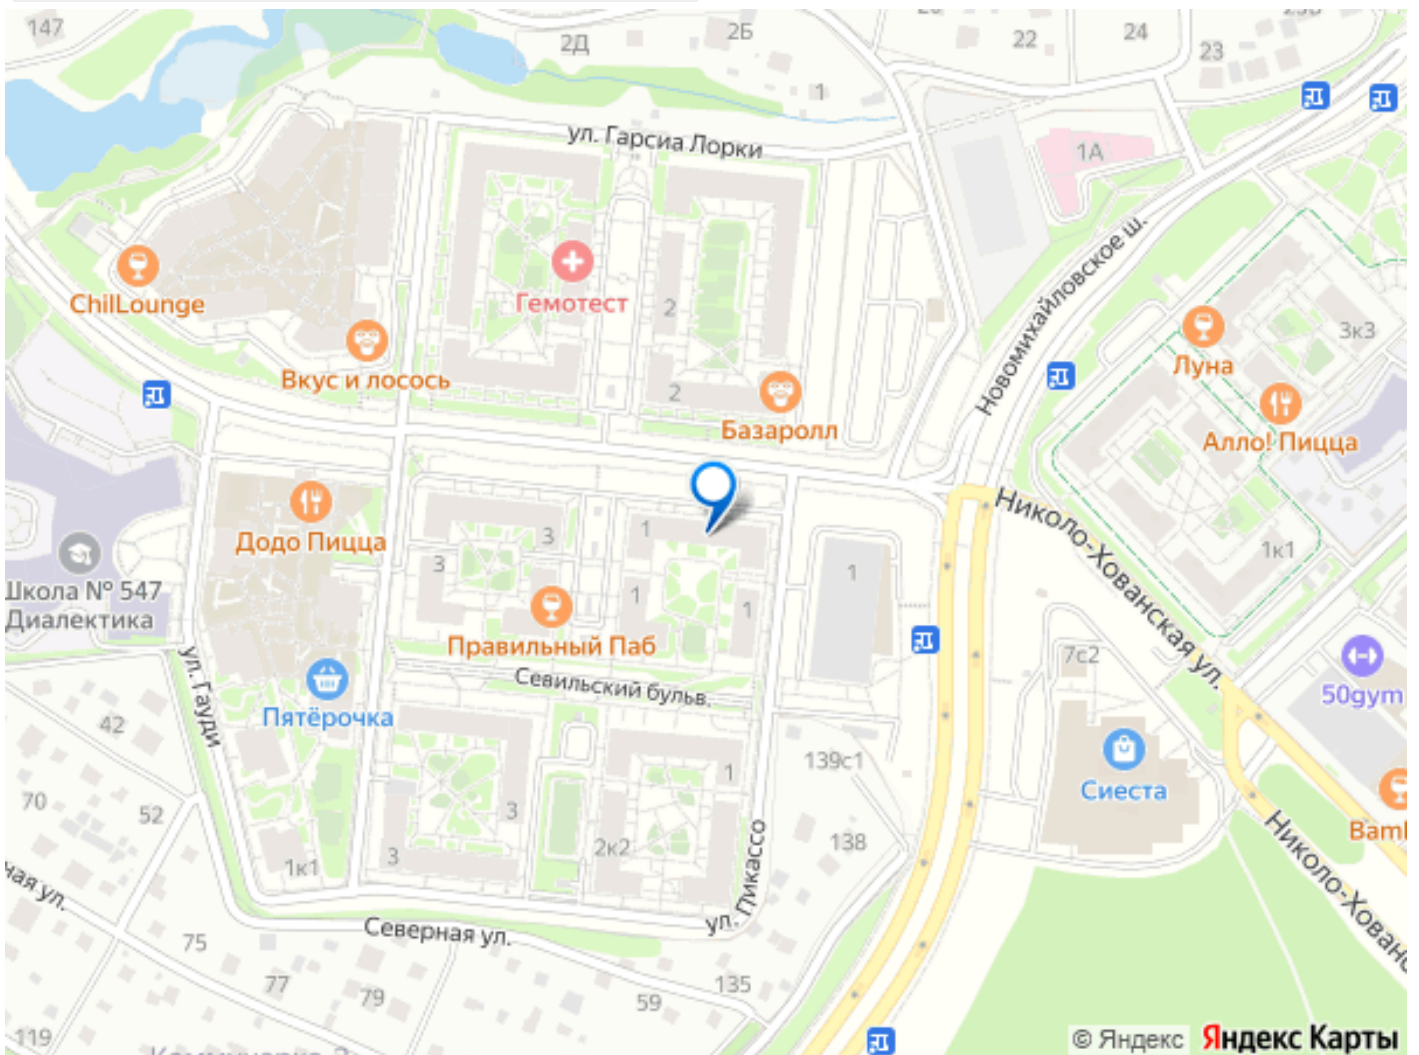 147
2Д
2Б
22
24
23
1
ул. Гарсиа Лорки
1А
ChilLounge
Гемотест
2
Новомихайловское ш.
3к3
Луна
Вкус и лосось
2
Базаролл
Алло! Пицца
Додо Пицца
3
1
Николо-Хованская ул.
1к1
3
1
Школа № 547
Диалектика
1
1
Правильный Паб
7с2
50gym
Севильский бульв.
ул. Гауди
Пятёрочка
42
1
139с1
Сиеста
70
52
3
2к2
138
3
1к1
ул. Пикассо
Северная ул.
75
77
79
59
135
119
© Яндекс Яндекс Карты